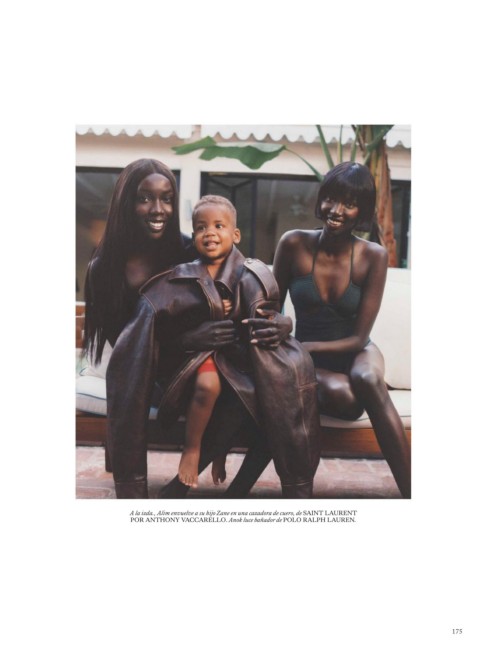 A la izda., Alim envuelve a su hijo Zane en una cazadora de cuero, de SAINT LAURENT
POR ANTHONY VACCARELLO. Anok luce bañador de POLO RALPH LAUREN.
175